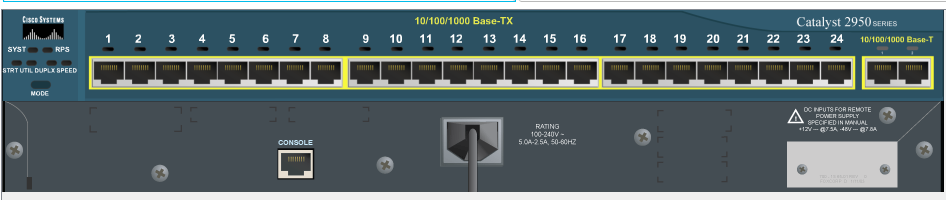 CISCO SYSTEMS
10/100/1000 Base-TX
Catalyst 2950 SERIES
1 2 3 4 5 6 7 8 9 10 11 12 13 14 15 16 17 18 19 20 21 22 23 24
10/100/1000 Base-T
1 2
SYST RPS
STRT UTIL DUPLX SPEED
MODE
CONSOLE
RATING
100-240V ~
5.0A-2.5A, 50-60HZ
DC INPUTS FOR REMOTE
POWER SUPPLY
SPECIFIED IN MANUAL
+12V --- @7.5A, -48V --- @7.8A